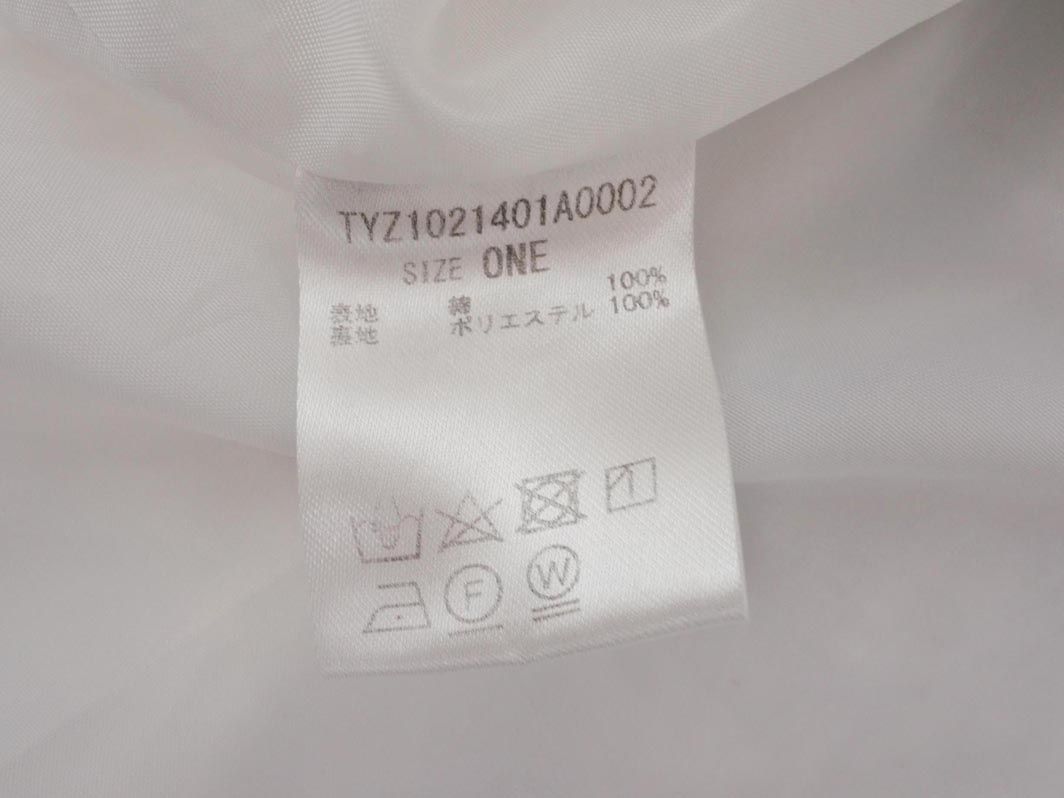 TYZ1021401A0002
SIZE ONE
表地 綿 100%
裏地 ポリエステル 100%
F
W